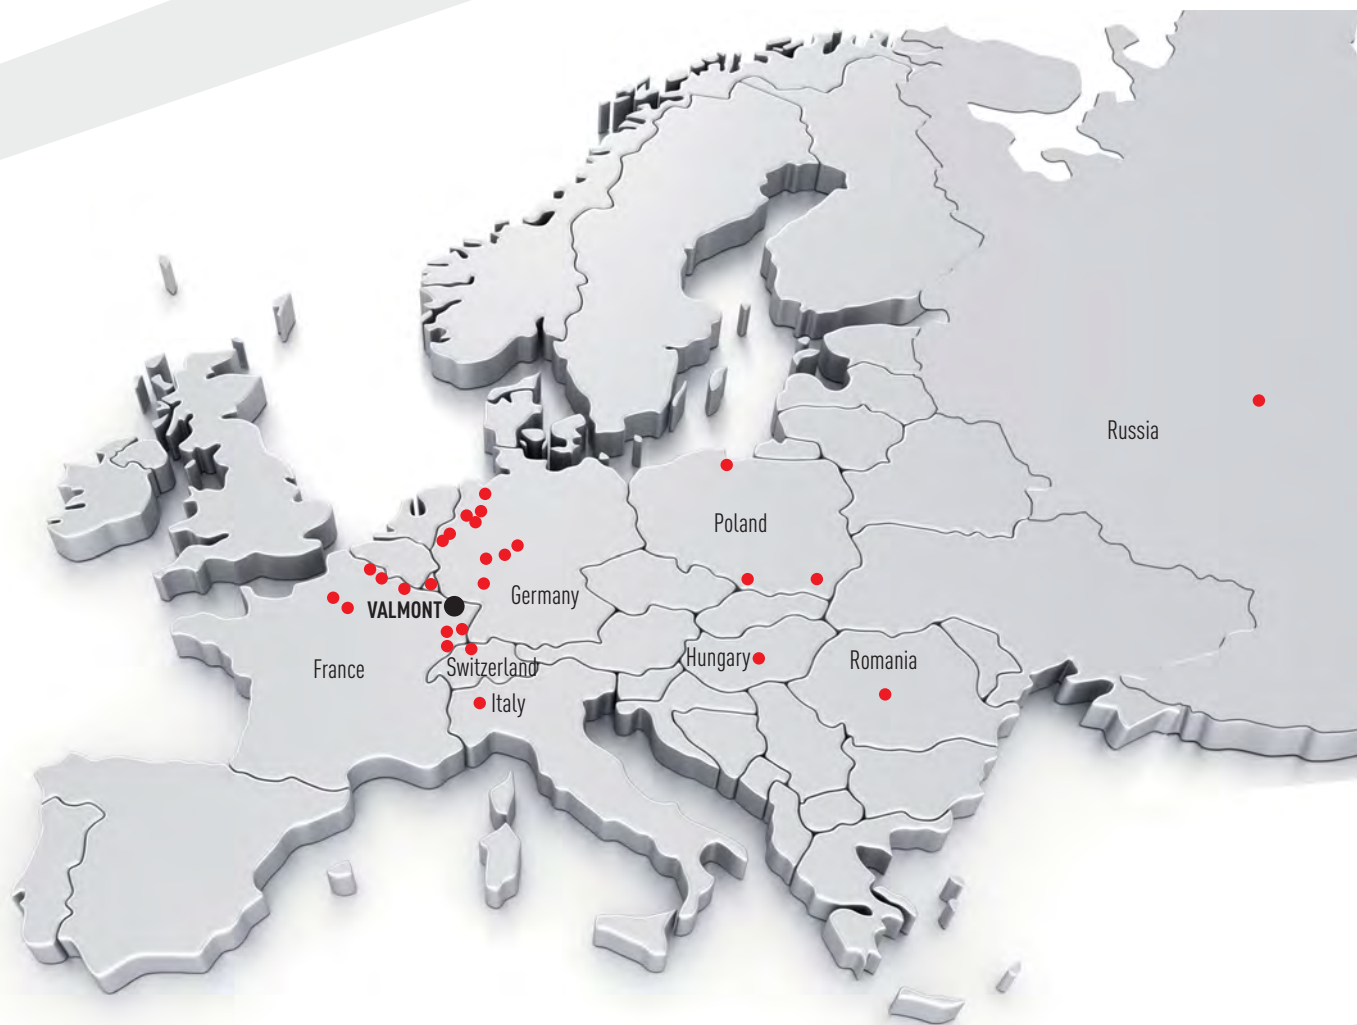 Russia
Poland
Germany
VALMONT
France
Switzerland
Hungary
Romania
Italy